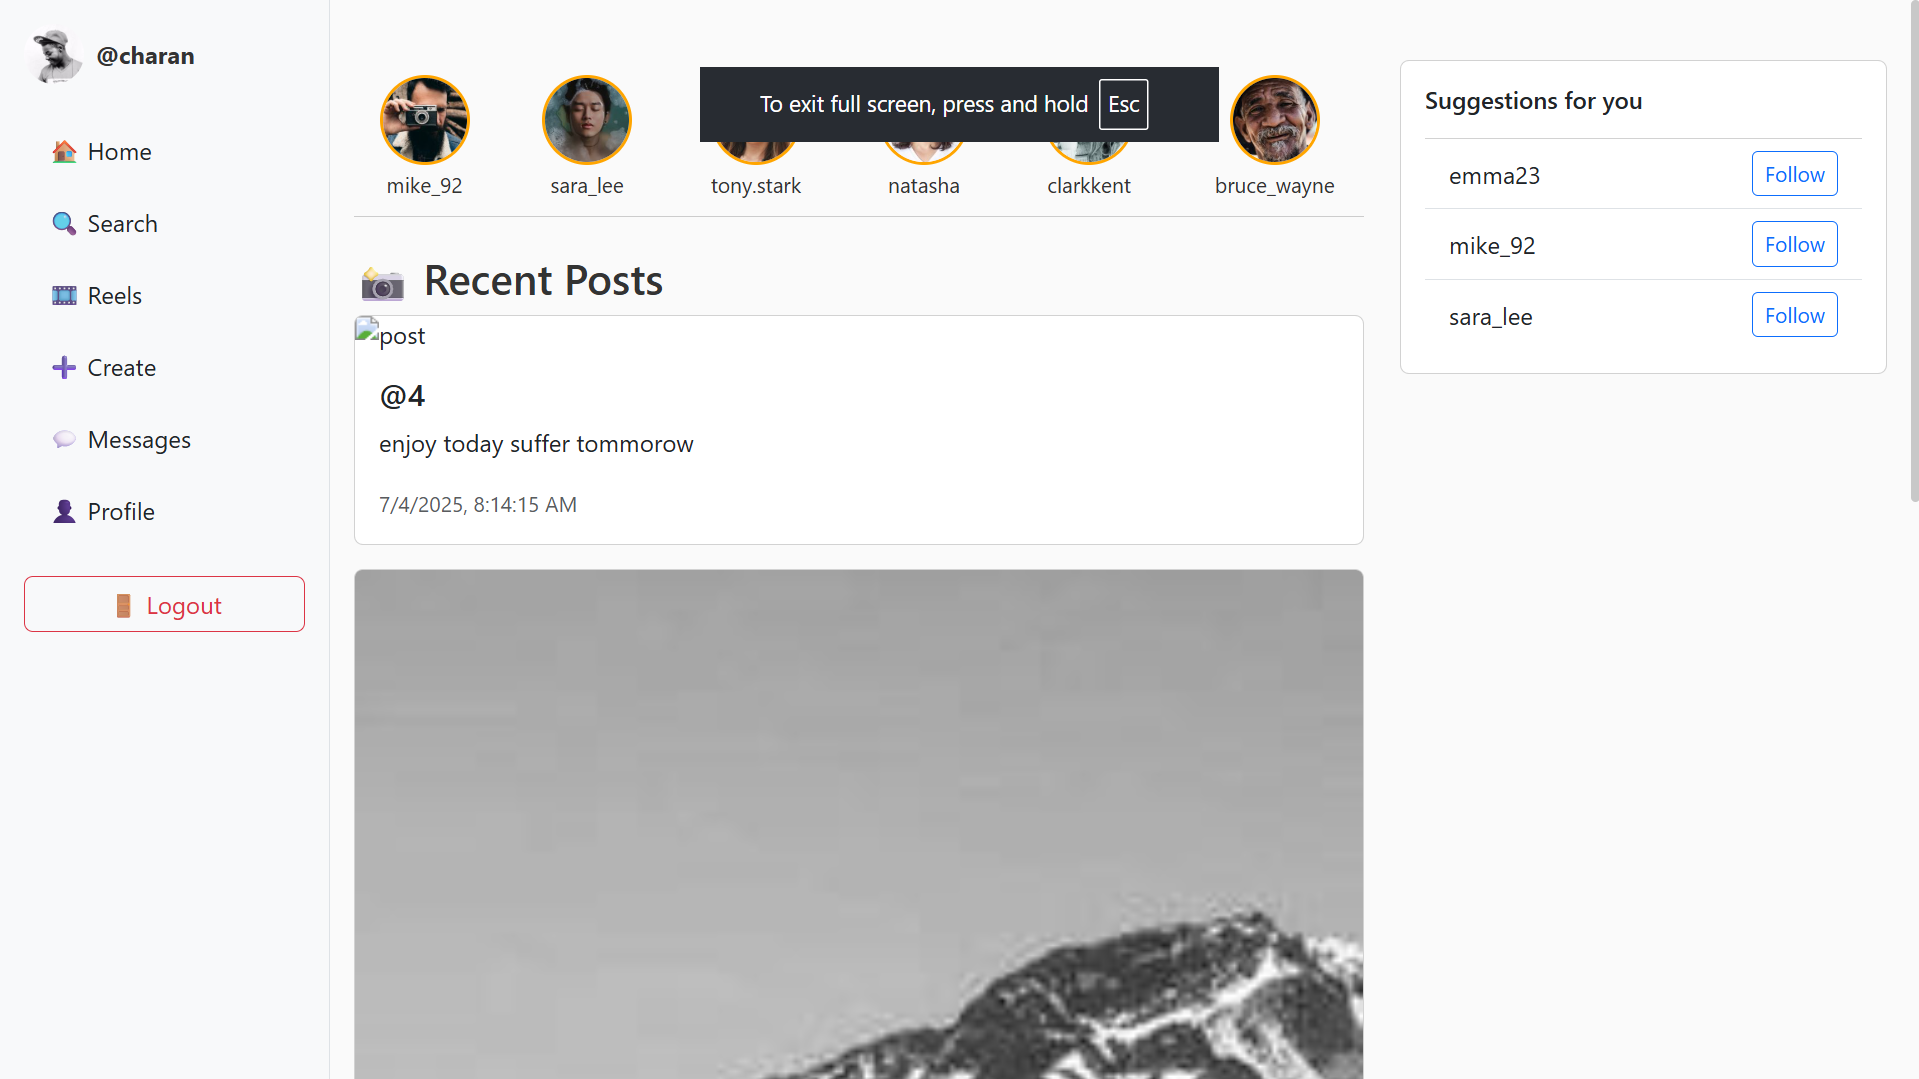 @charan
Home
Search
Reels
Create
Messages
Profile
Logout
To exit full screen, press and hold Esc
mike_92
sara_lee
tony.stark
natasha
clarkkent
bruce_wayne
Recent Posts
post
@4
enjoy today suffer tommorow
7/4/2025, 8:14:15 AM
Suggestions for you
emma23 Follow
mike_92 Follow
sara_lee Follow